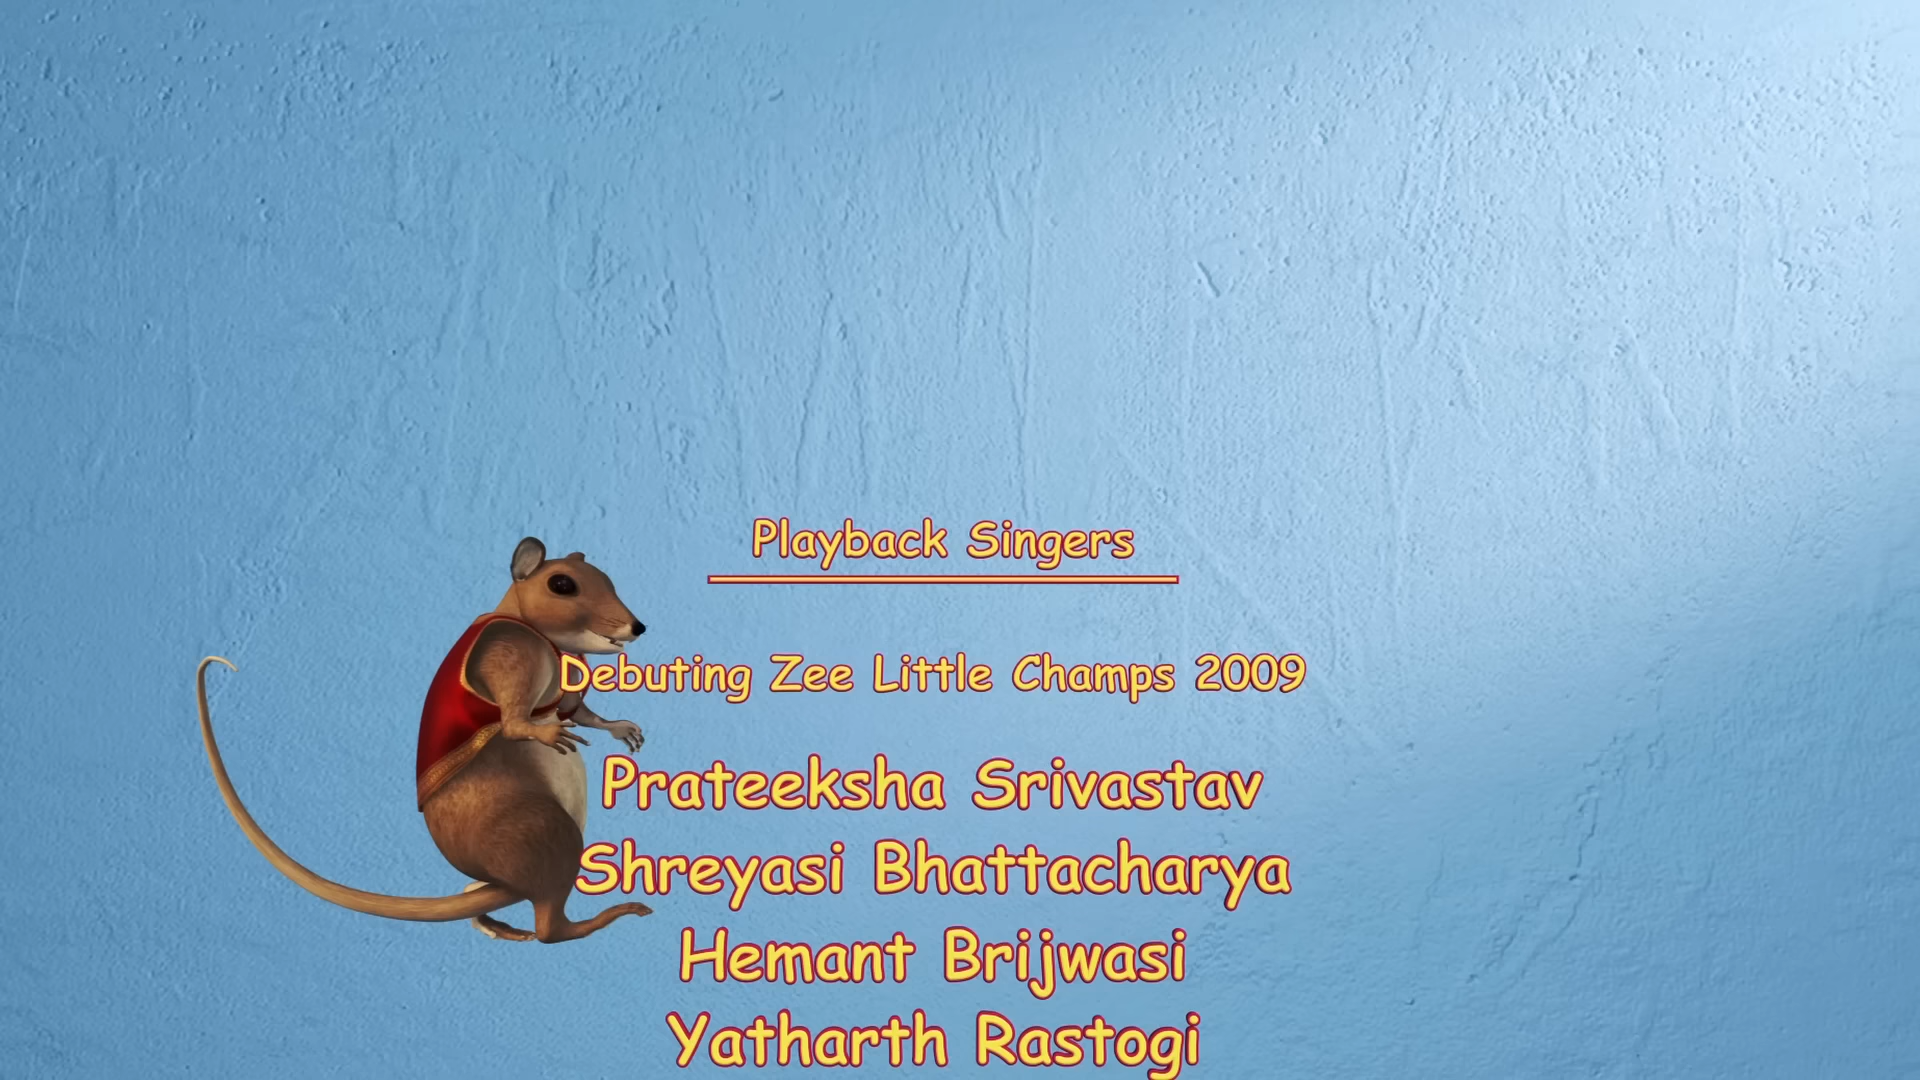 Playback Singers
Debuting Zee Little Champs 2009
Prateeksha Srivastav
Shreyasi Bhattacharya
Hemant Brijwasi
Yatharth Rastogi